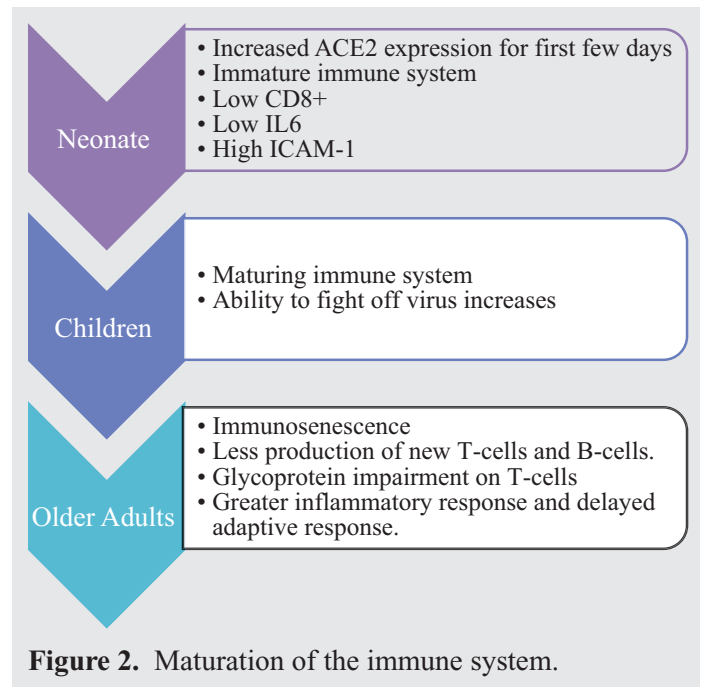 Neonate
• Increased ACE2 expression for first few days
• Immature immune system
• Low CD8+
• Low IL6
• High ICAM-1
Children
• Maturing immune system
• Ability to fight off virus increases
Older Adults
• Immunosenescence
• Less production of new T-cells and B-cells.
• Glycoprotein impairment on T-cells
• Greater inflammatory response and delayed
adaptive response.
Figure 2. Maturation of the immune system.